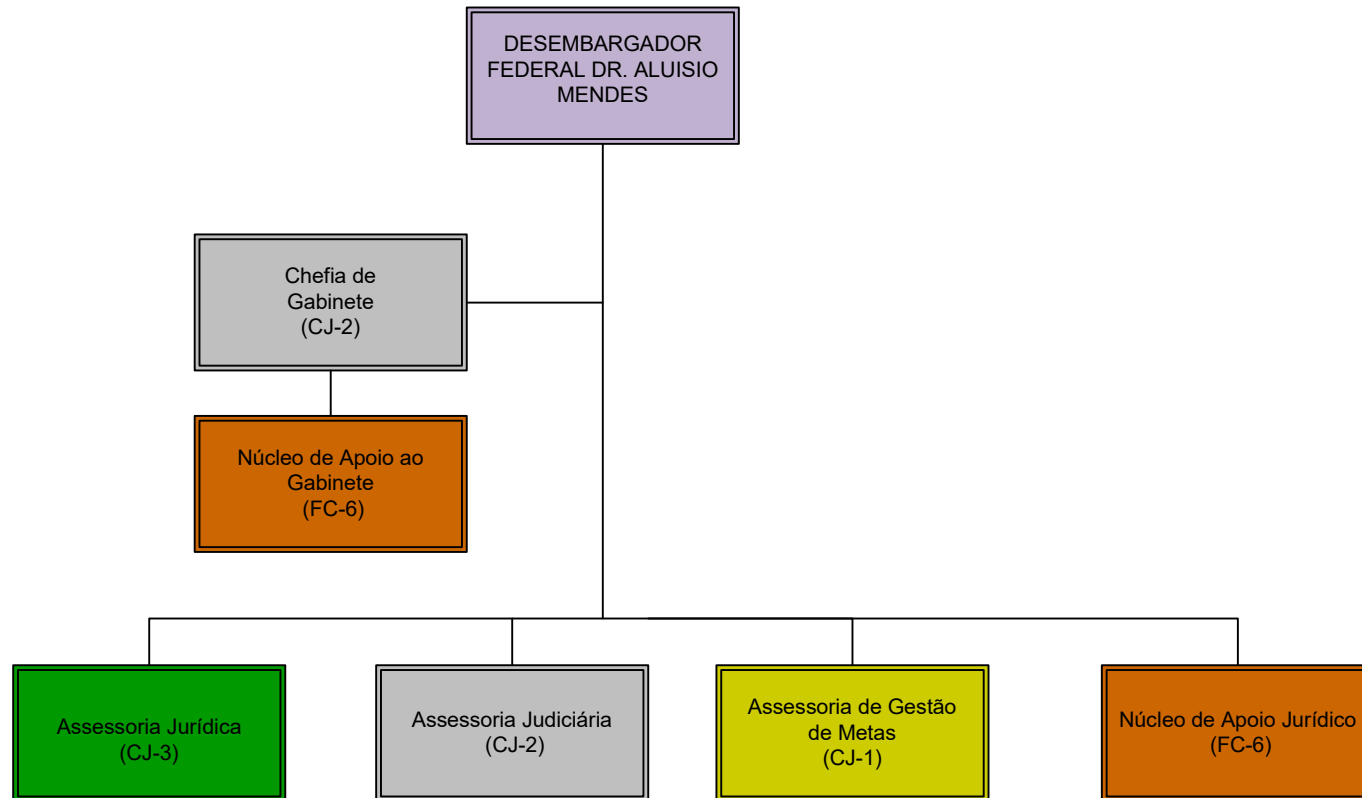 DESEMBARGADOR
FEDERAL DR. ALUISIO
MENDES
Chefia de
Gabinete
(CJ-2)
Núcleo de Apoio ao
Gabinete
(FC-6)
Assessoria Jurídica
(CJ-3)
Assessoria Judiciária
(CJ-2)
Assessoria de Gestão
de Metas
(CJ-1)
Núcleo de Apoio Jurídico
(FC-6)